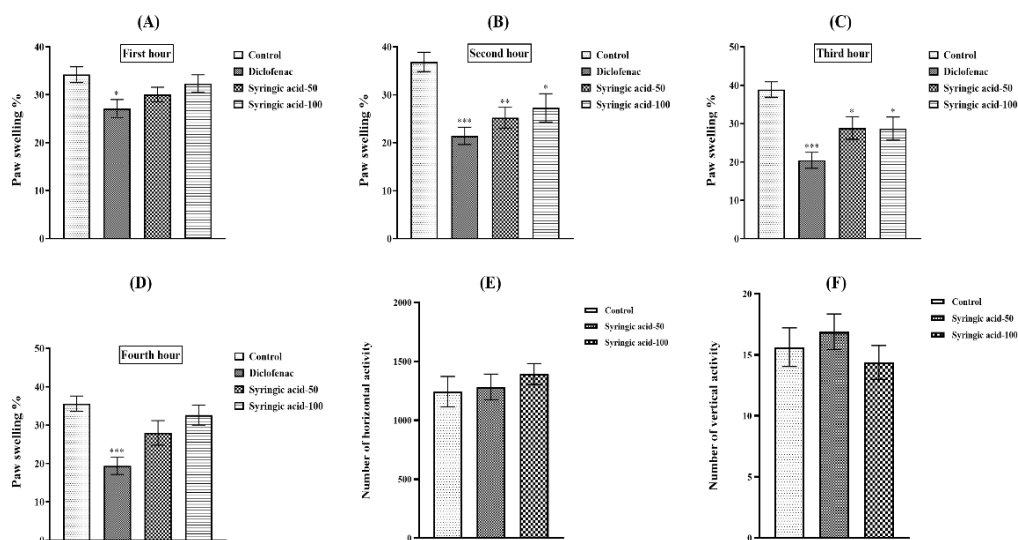 (A)
First hour
Paw swelling %
40
30
20
10
0
*
Control
Diclofenac
Syringic acid-50
Syringic acid-100
(B)
Second hour
Paw swelling %
40
30
20
10
0
***
**
*
Control
Diclofenac
Syringic acid-50
Syringic acid-100
(C)
Third hour
Paw swelling %
50
40
30
20
10
0
***
*
*
Control
Diclofenac
Syringic acid-50
Syringic acid-100
(D)
Fourth hour
Paw swelling %
50
40
30
20
10
0
***
Control
Diclofenac
Syringic acid-50
Syringic acid-100
(E)
Number of horizontal activity
2000
1500
1000
500
0
Control
Syringic acid-50
Syringic acid-100
(F)
Number of vertical activity
20
15
10
5
0
Control
Syringic acid-50
Syringic acid-100